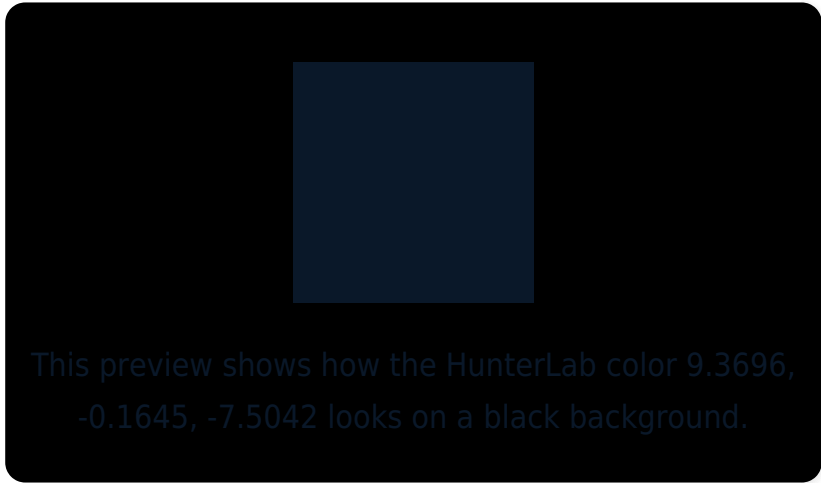 This preview shows how the HunterLab color 9.3696,
-0.1645, -7.5042 looks on a black background.